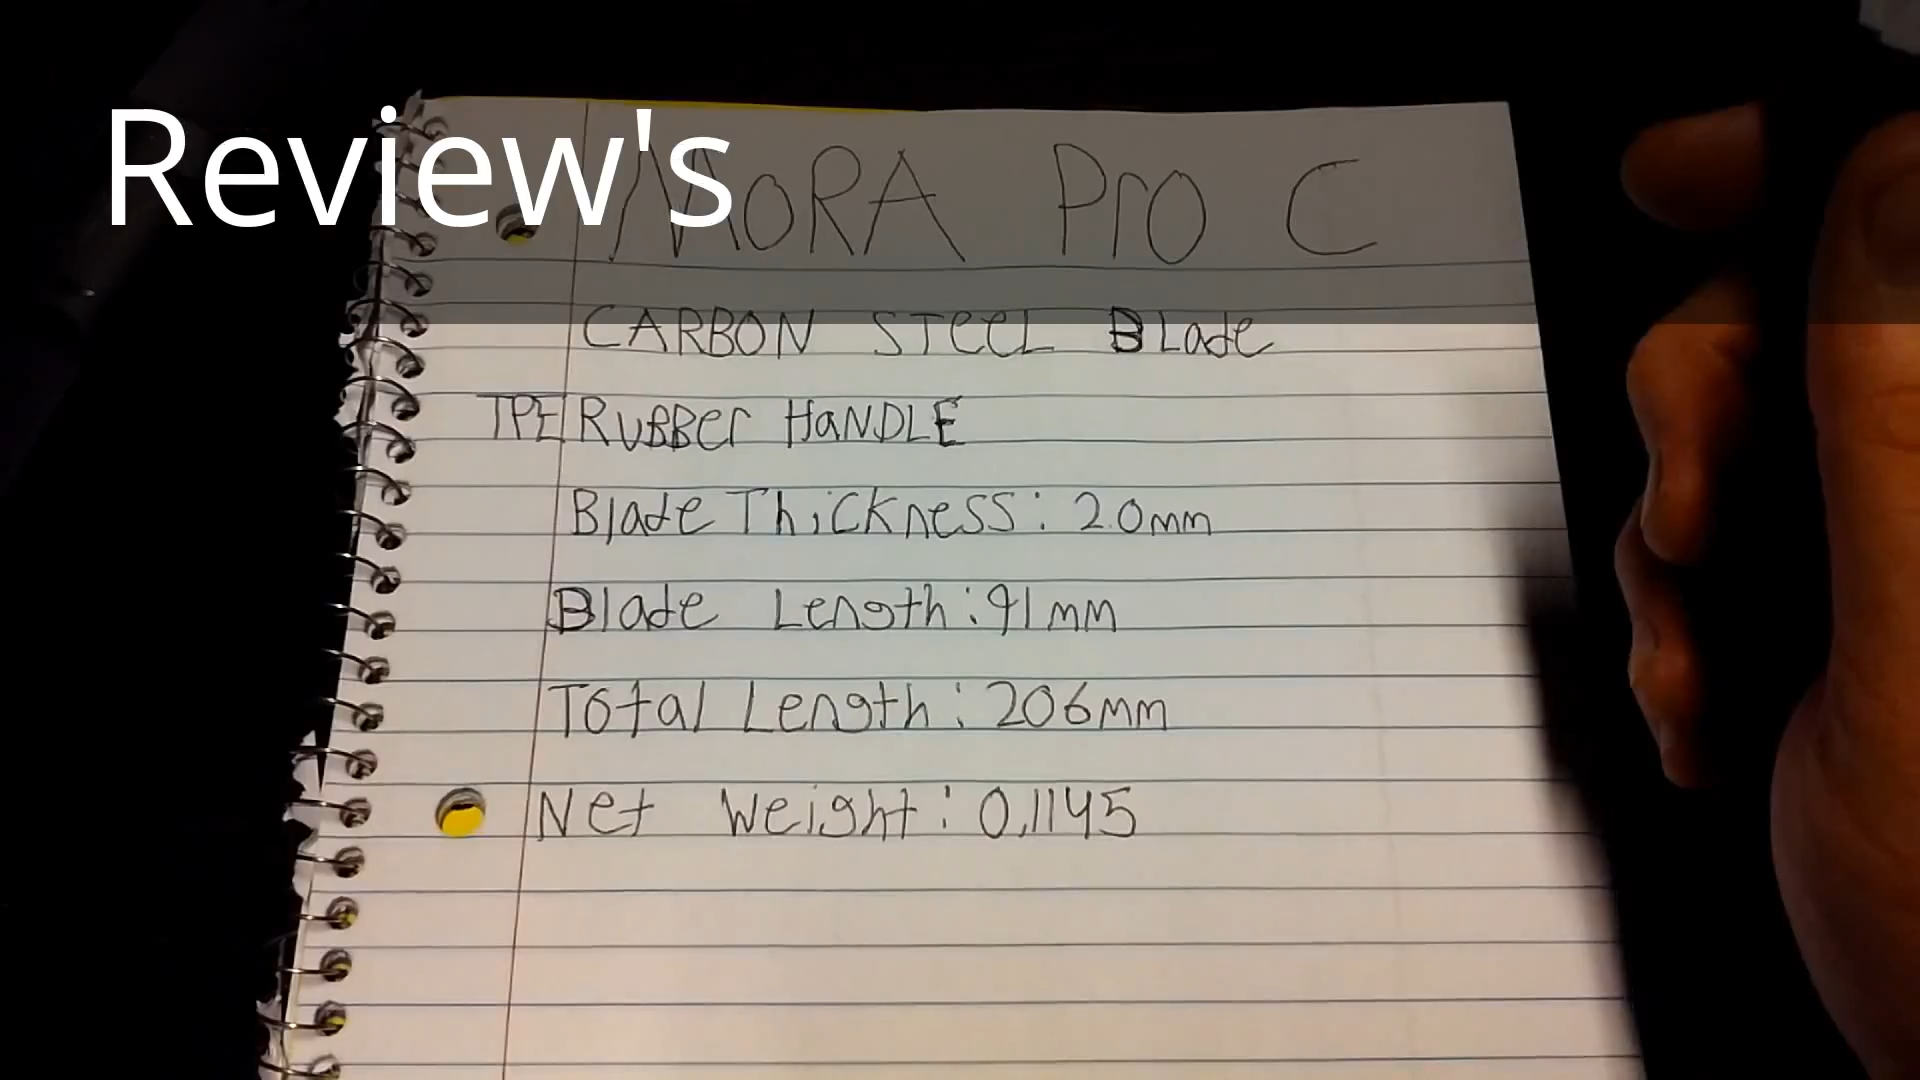 Review's
MoRA Pro C
CARBON STeeL Blade
TPE RuBBer HaNDLE
Blade Thickness: 2.0mm
Blade Length: 91mm
Total Length: 206mm
Net Weight: 0.1145